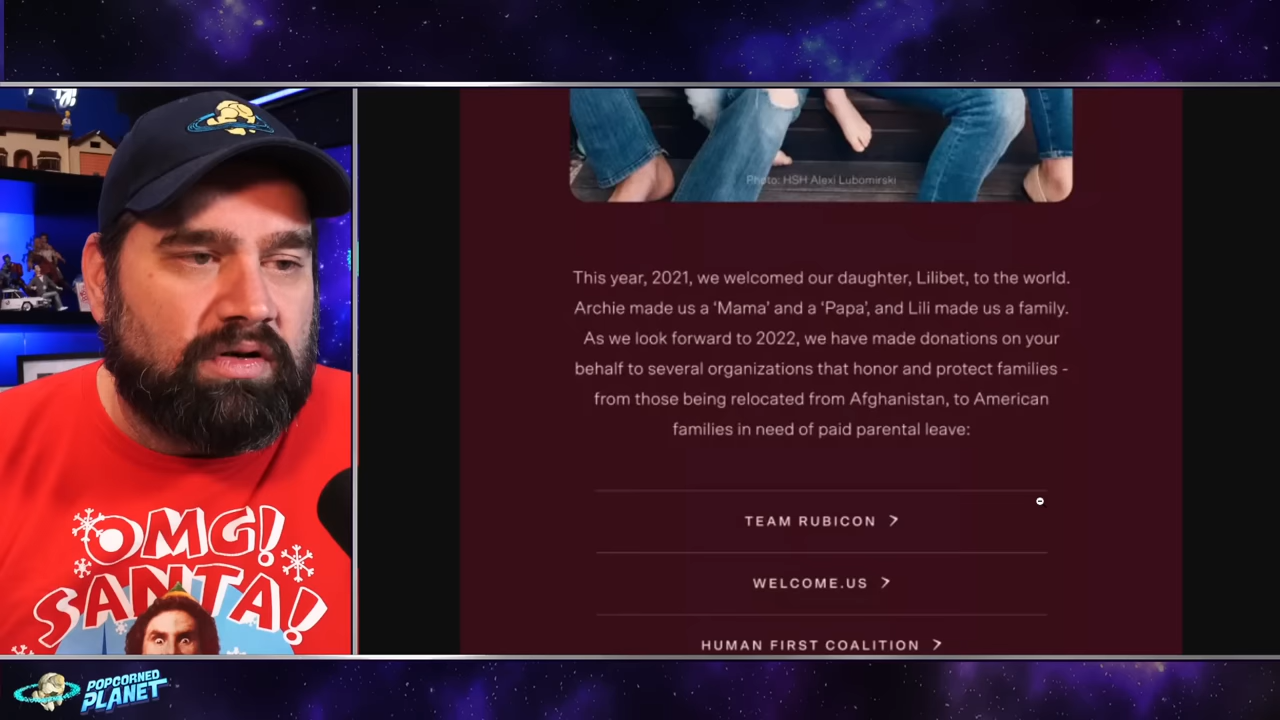 Photo: HSH Alexi Lubomirski
This year, 2021, we welcomed our daughter, Lilibet, to the world.
Archie made us a ‘Mama’ and a ‘Papa’, and Lili made us a family.
As we look forward to 2022, we have made donations on your
behalf to several organizations that honor and protect families -
from those being relocated from Afghanistan, to American
families in need of paid parental leave:
TEAM RUBICON >
WELCOME.US >
HUMAN FIRST COALITION >
OMG!
SANTA!
POPCORNED
PLANET